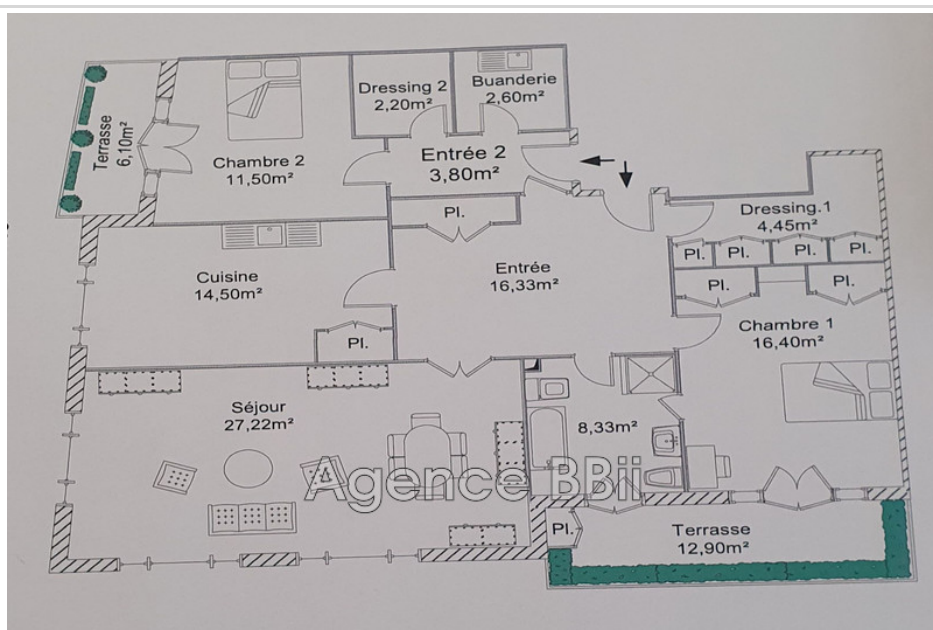 Dressing 2
2,20m²
Buanderie
2,60m²
Terrasse
6,10m²
Chambre 2
11,50m²
Entrée 2
3,80m²
Pl.
Dressing.1
4,45m²
Pl.
Pl.
Pl.
Pl.
Cuisine
14,50m²
Entrée
16,33m²
Pl.
Pl.
Pl.
Chambre 1
16,40m²
Séjour
27,22m²
8,33m²
Agence BBii
Pl.
Terrasse
12,90m²